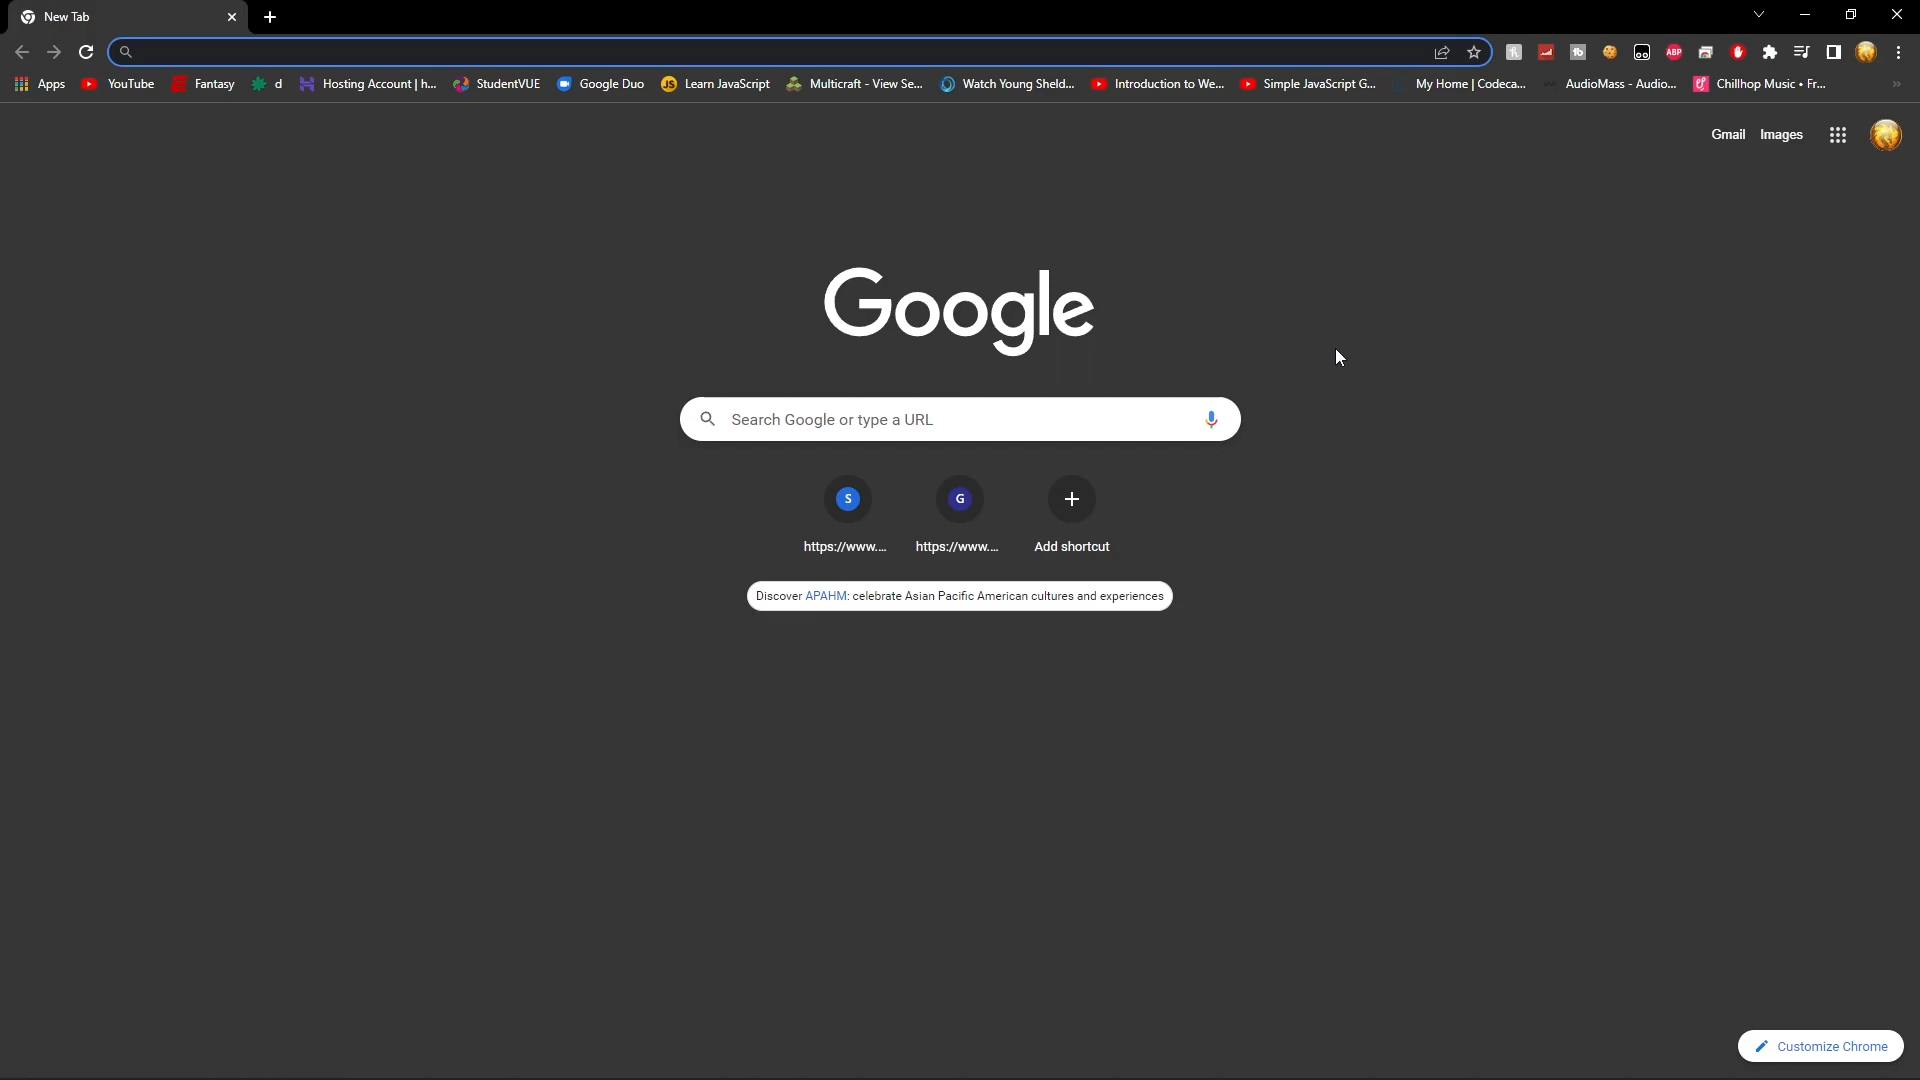 New Tab
Apps YouTube Fantasy d Hosting Account | h... StudentVUE Google Duo JS Learn JavaScript Multicraft - View Se... Watch Young Sheld... Introduction to We... Simple JavaScript G... My Home | Codeca... AudioMass - Audio... Chillhop Music • Fr... »
Gmail Images
Google
Search Google or type a URL
S G
https://www.... https://www.... Add shortcut
Discover APAHM: celebrate Asian Pacific American cultures and experiences
Customize Chrome